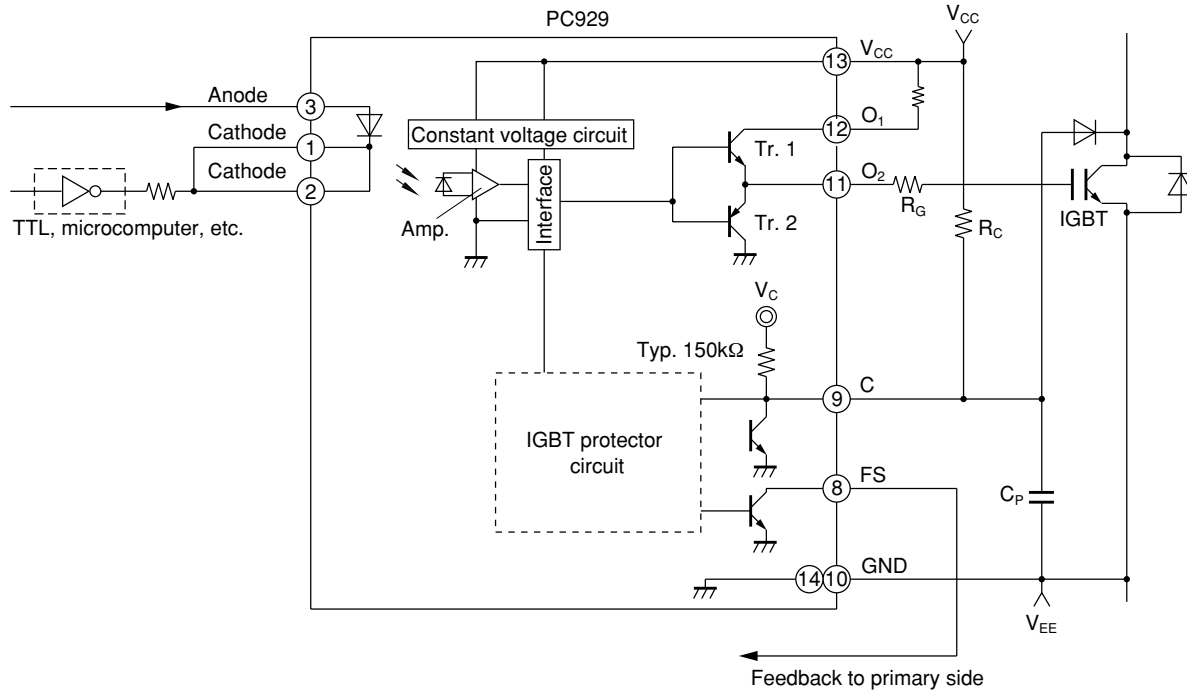 PC929
VCC
13
VCC
Anode
3
Cathode
1
Cathode
2
TTL, microcomputer, etc.
Constant voltage circuit
Amp.
Interface
Tr. 1
Tr. 2
12
O1
11
O2
RG
RC
IGBT
VC
Typ. 150kΩ
9
C
IGBT protector
circuit
8
FS
CP
14
10
GND
VEE
Feedback to primary side